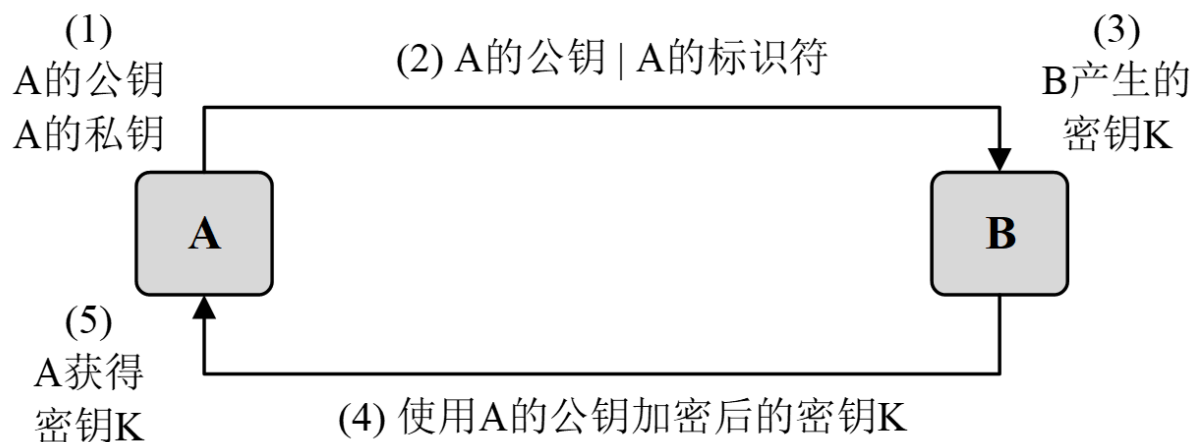 (1)
A的公钥
A的私钥
(2) A的公钥 | A的标识符
(3)
B产生的
密钥K
A
B
(5)
A获得
密钥K
(4) 使用A的公钥加密后的密钥K